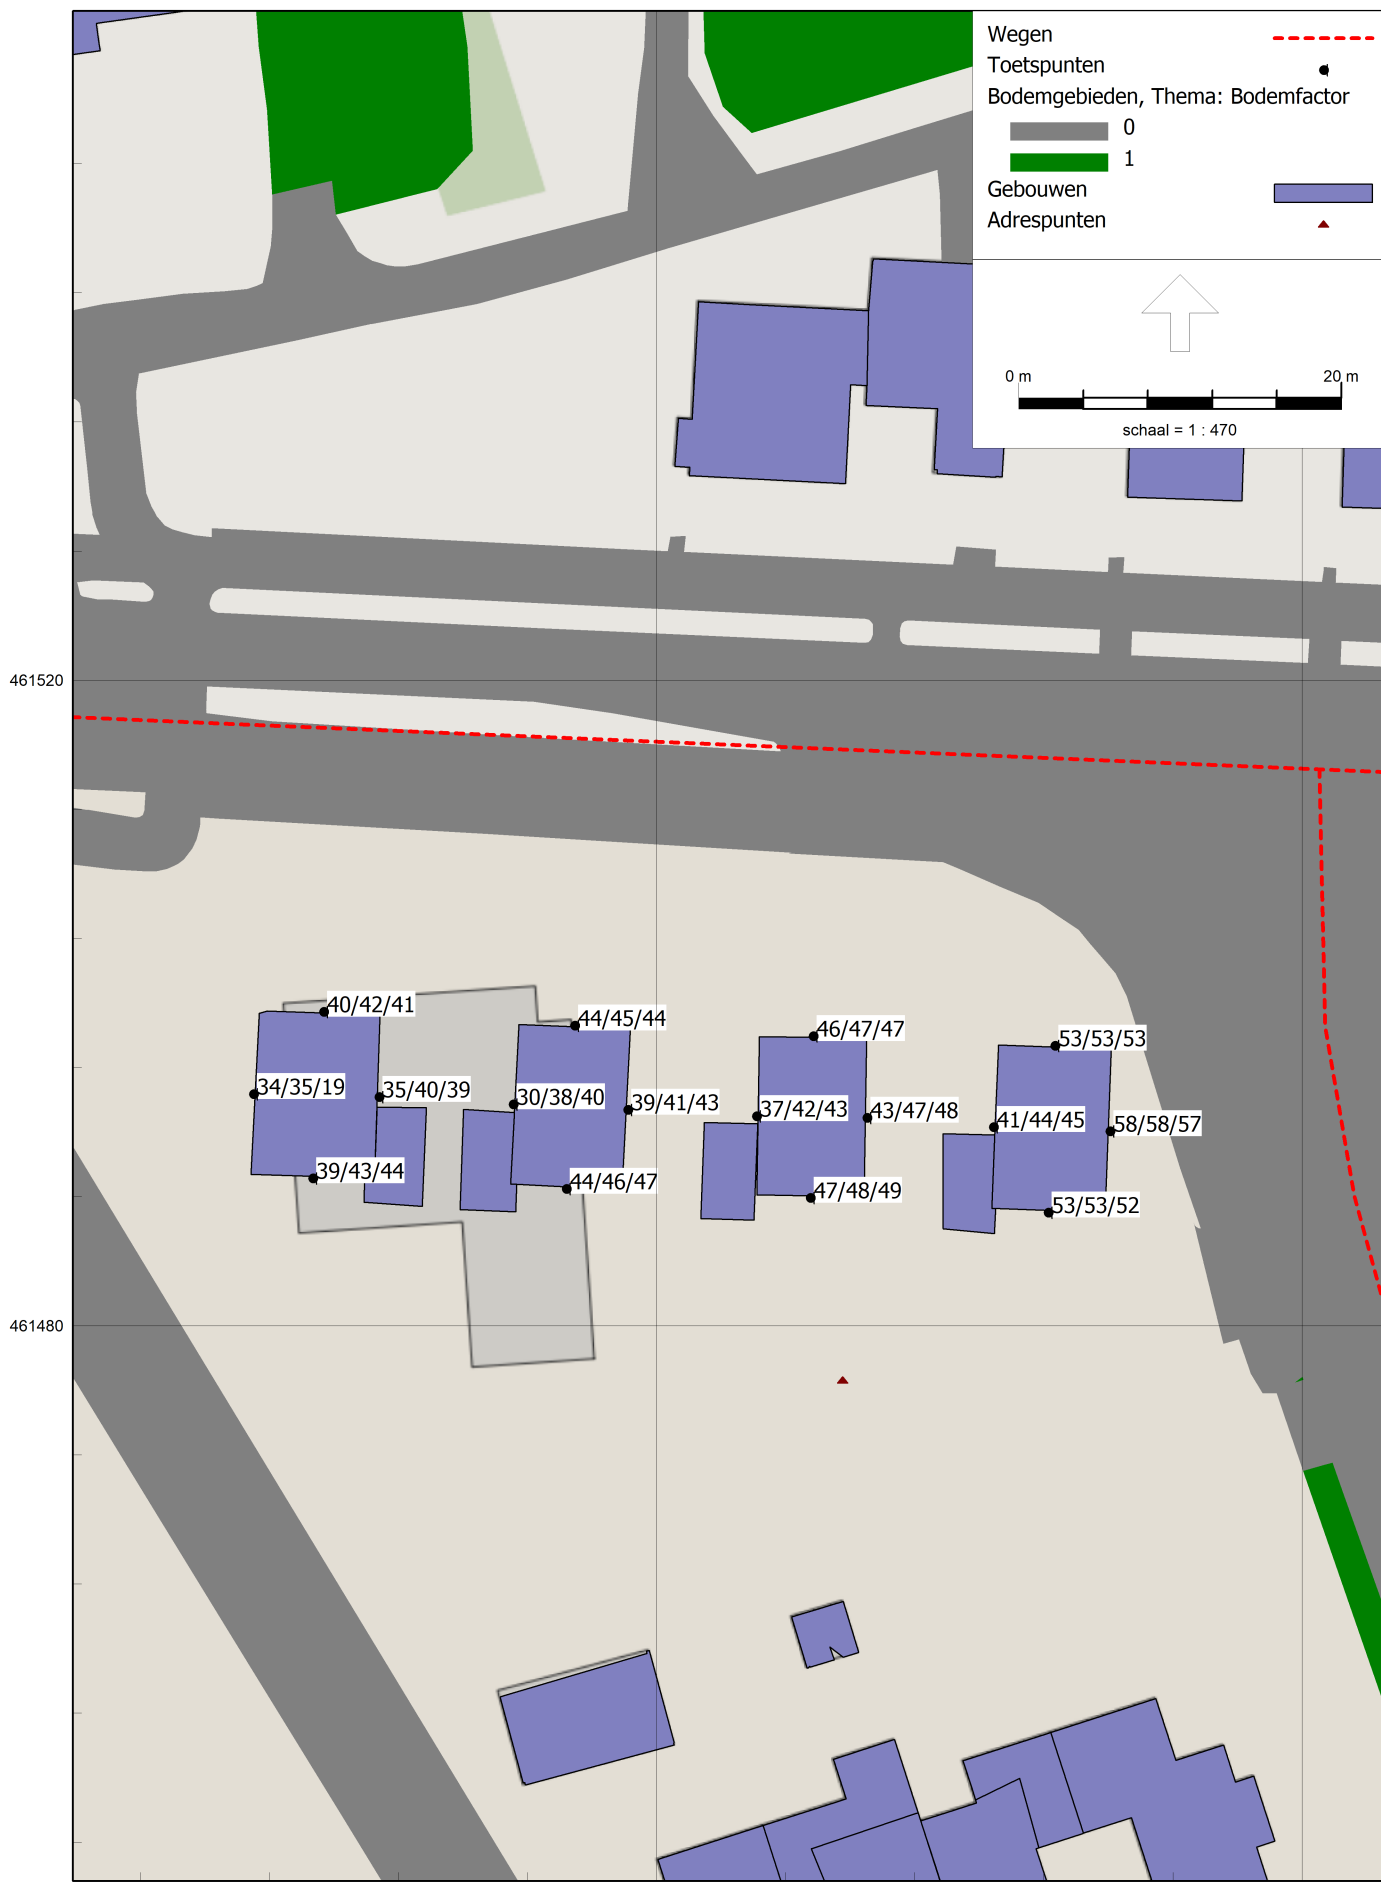 Wegen
Toetspunten
Bodemgebieden, Thema: Bodemfactor
0
1
Gebouwen
Adrespunten
0 m 20 m
schaal = 1 : 470
461520
40/42/41
44/45/44
46/47/47
53/53/53
34/35/19
35/40/39
30/38/40
39/41/43
37/42/43
43/47/48
41/44/45
58/58/57
39/43/44
44/46/47
47/48/49
53/53/52
461480